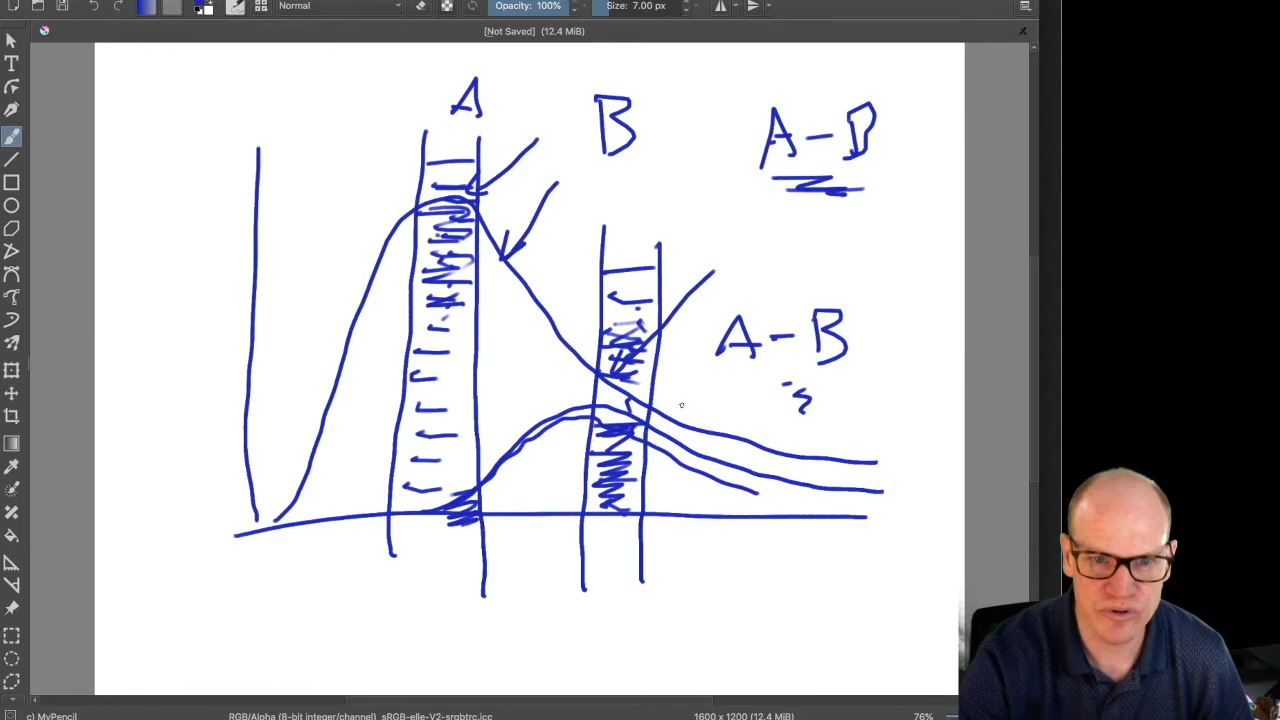 Normal
Opacity: 100%
Size: 7.00 px
[Not Saved] (12.4 MiB)
A
B
A - B
A - B
c) MyPencil
RGB/Alpha (8-bit integer/channel) sRGB-elle-V2-srgbtrc.icc
1600 x 1200 (12.4 MiB)
76%